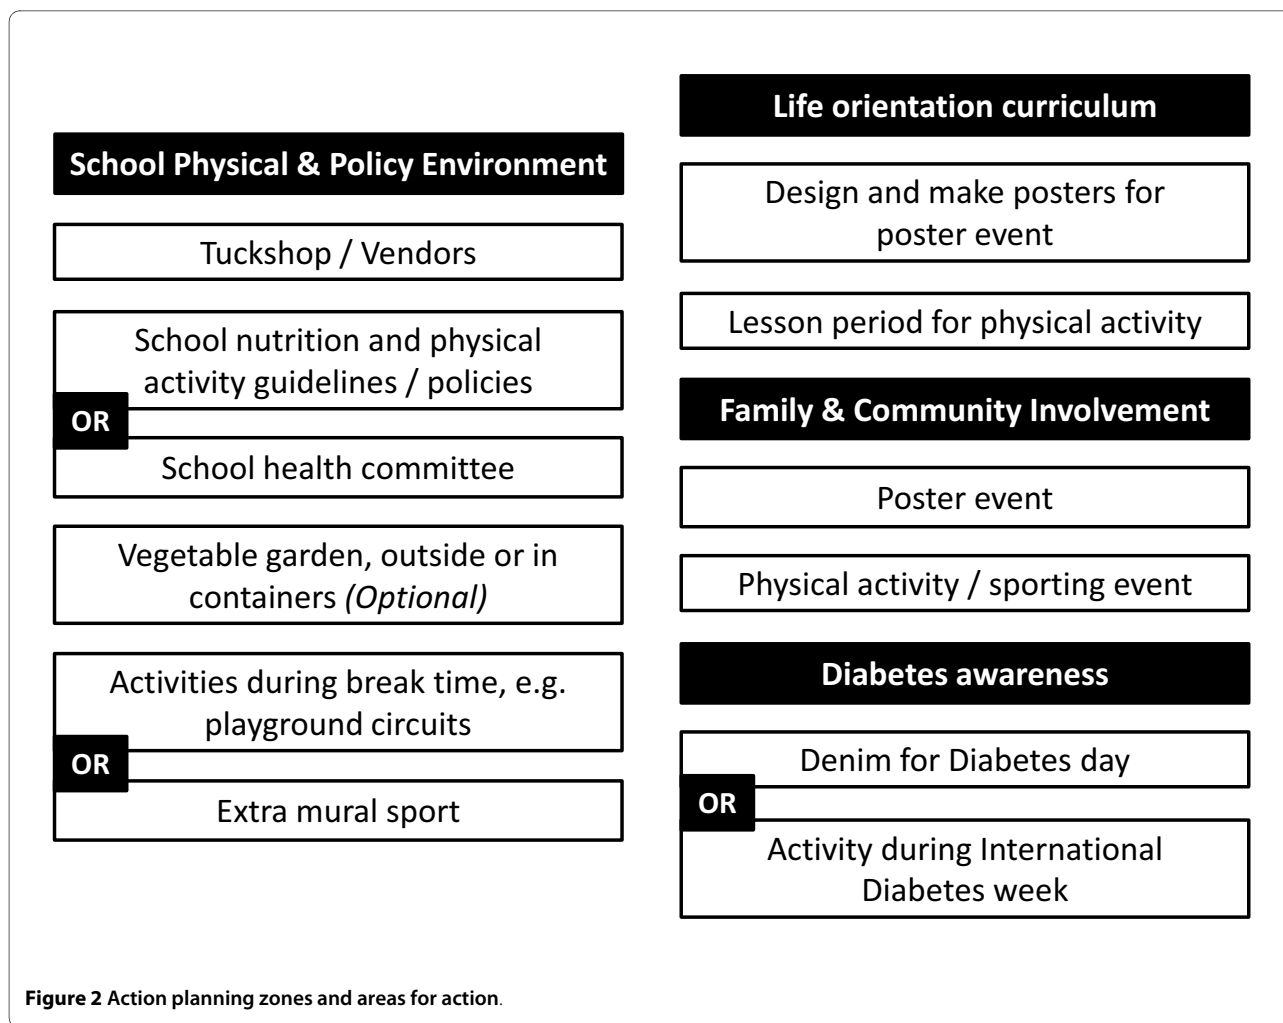 School Physical & Policy Environment
Tuckshop / Vendors
School nutrition and physical
activity guidelines / policies
OR
School health committee
Vegetable garden, outside or in
containers (Optional)
Activities during break time, e.g.
playground circuits
OR
Extra mural sport
Life orientation curriculum
Design and make posters for
poster event
Lesson period for physical activity
Family & Community Involvement
Poster event
Physical activity / sporting event
Diabetes awareness
Denim for Diabetes day
OR
Activity during International
Diabetes week
Figure 2 Action planning zones and areas for action.